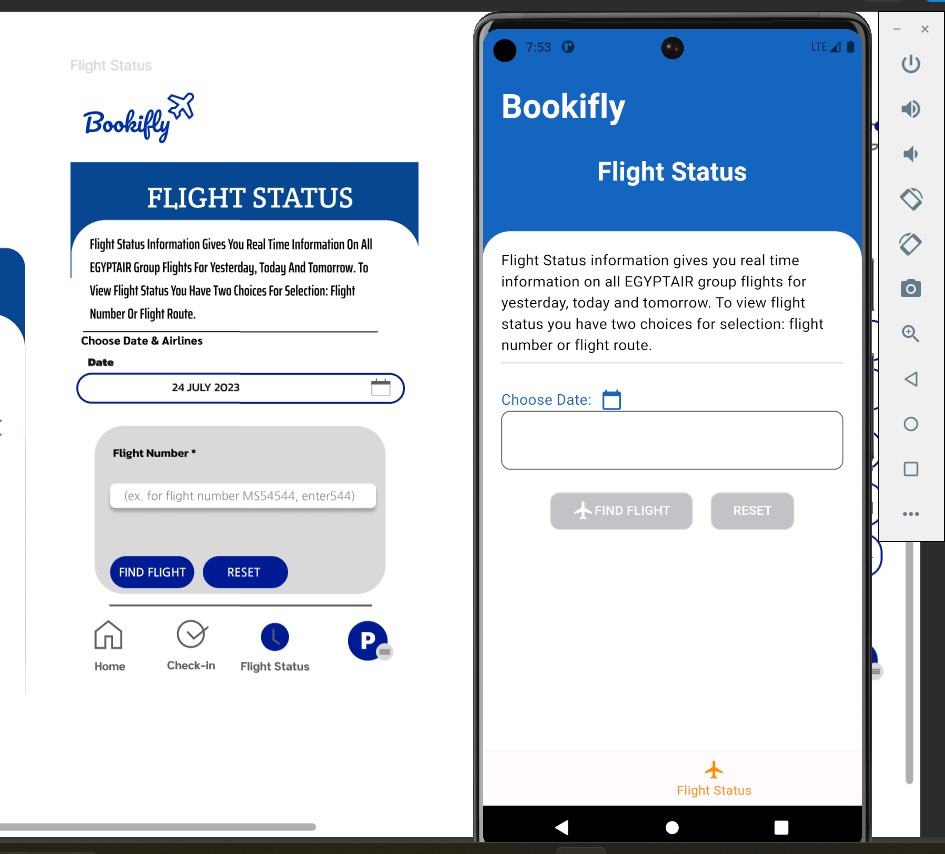 Flight Status
Bookifly
FLIGHT STATUS
Flight Status Information Gives You Real Time Information On All
EGYPTAIR Group Flights For Yesterday, Today And Tomorrow. To
View Flight Status You Have Two Choices For Selection: Flight
Number Or Flight Route.
Choose Date & Airlines
Date
24 JULY 2023
Flight Number *
(ex. for flight number MS54544, enter544)
FIND FLIGHT
RESET
Home
Check-in
Flight Status
P
7:53
LTE
Bookifly
Flight Status
Flight Status information gives you real time
information on all EGYPTAIR group flights for
yesterday, today and tomorrow. To view flight
status you have two choices for selection: flight
number or flight route.
Choose Date:
FIND FLIGHT
RESET
Flight Status